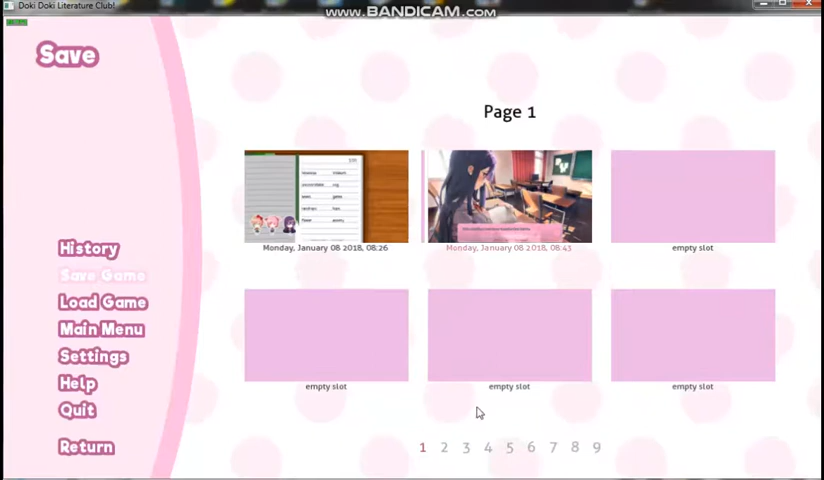 Doki Doki Literature Club!
www.BANDICAM.com
Save
Page 1
Monday, January 08 2018, 08:26
Monday, January 08 2018, 08:43
empty slot
empty slot
empty slot
empty slot
History
Save Game
Load Game
Main Menu
Settings
Help
Quit
Return
1 2 3 4 5 6 7 8 9